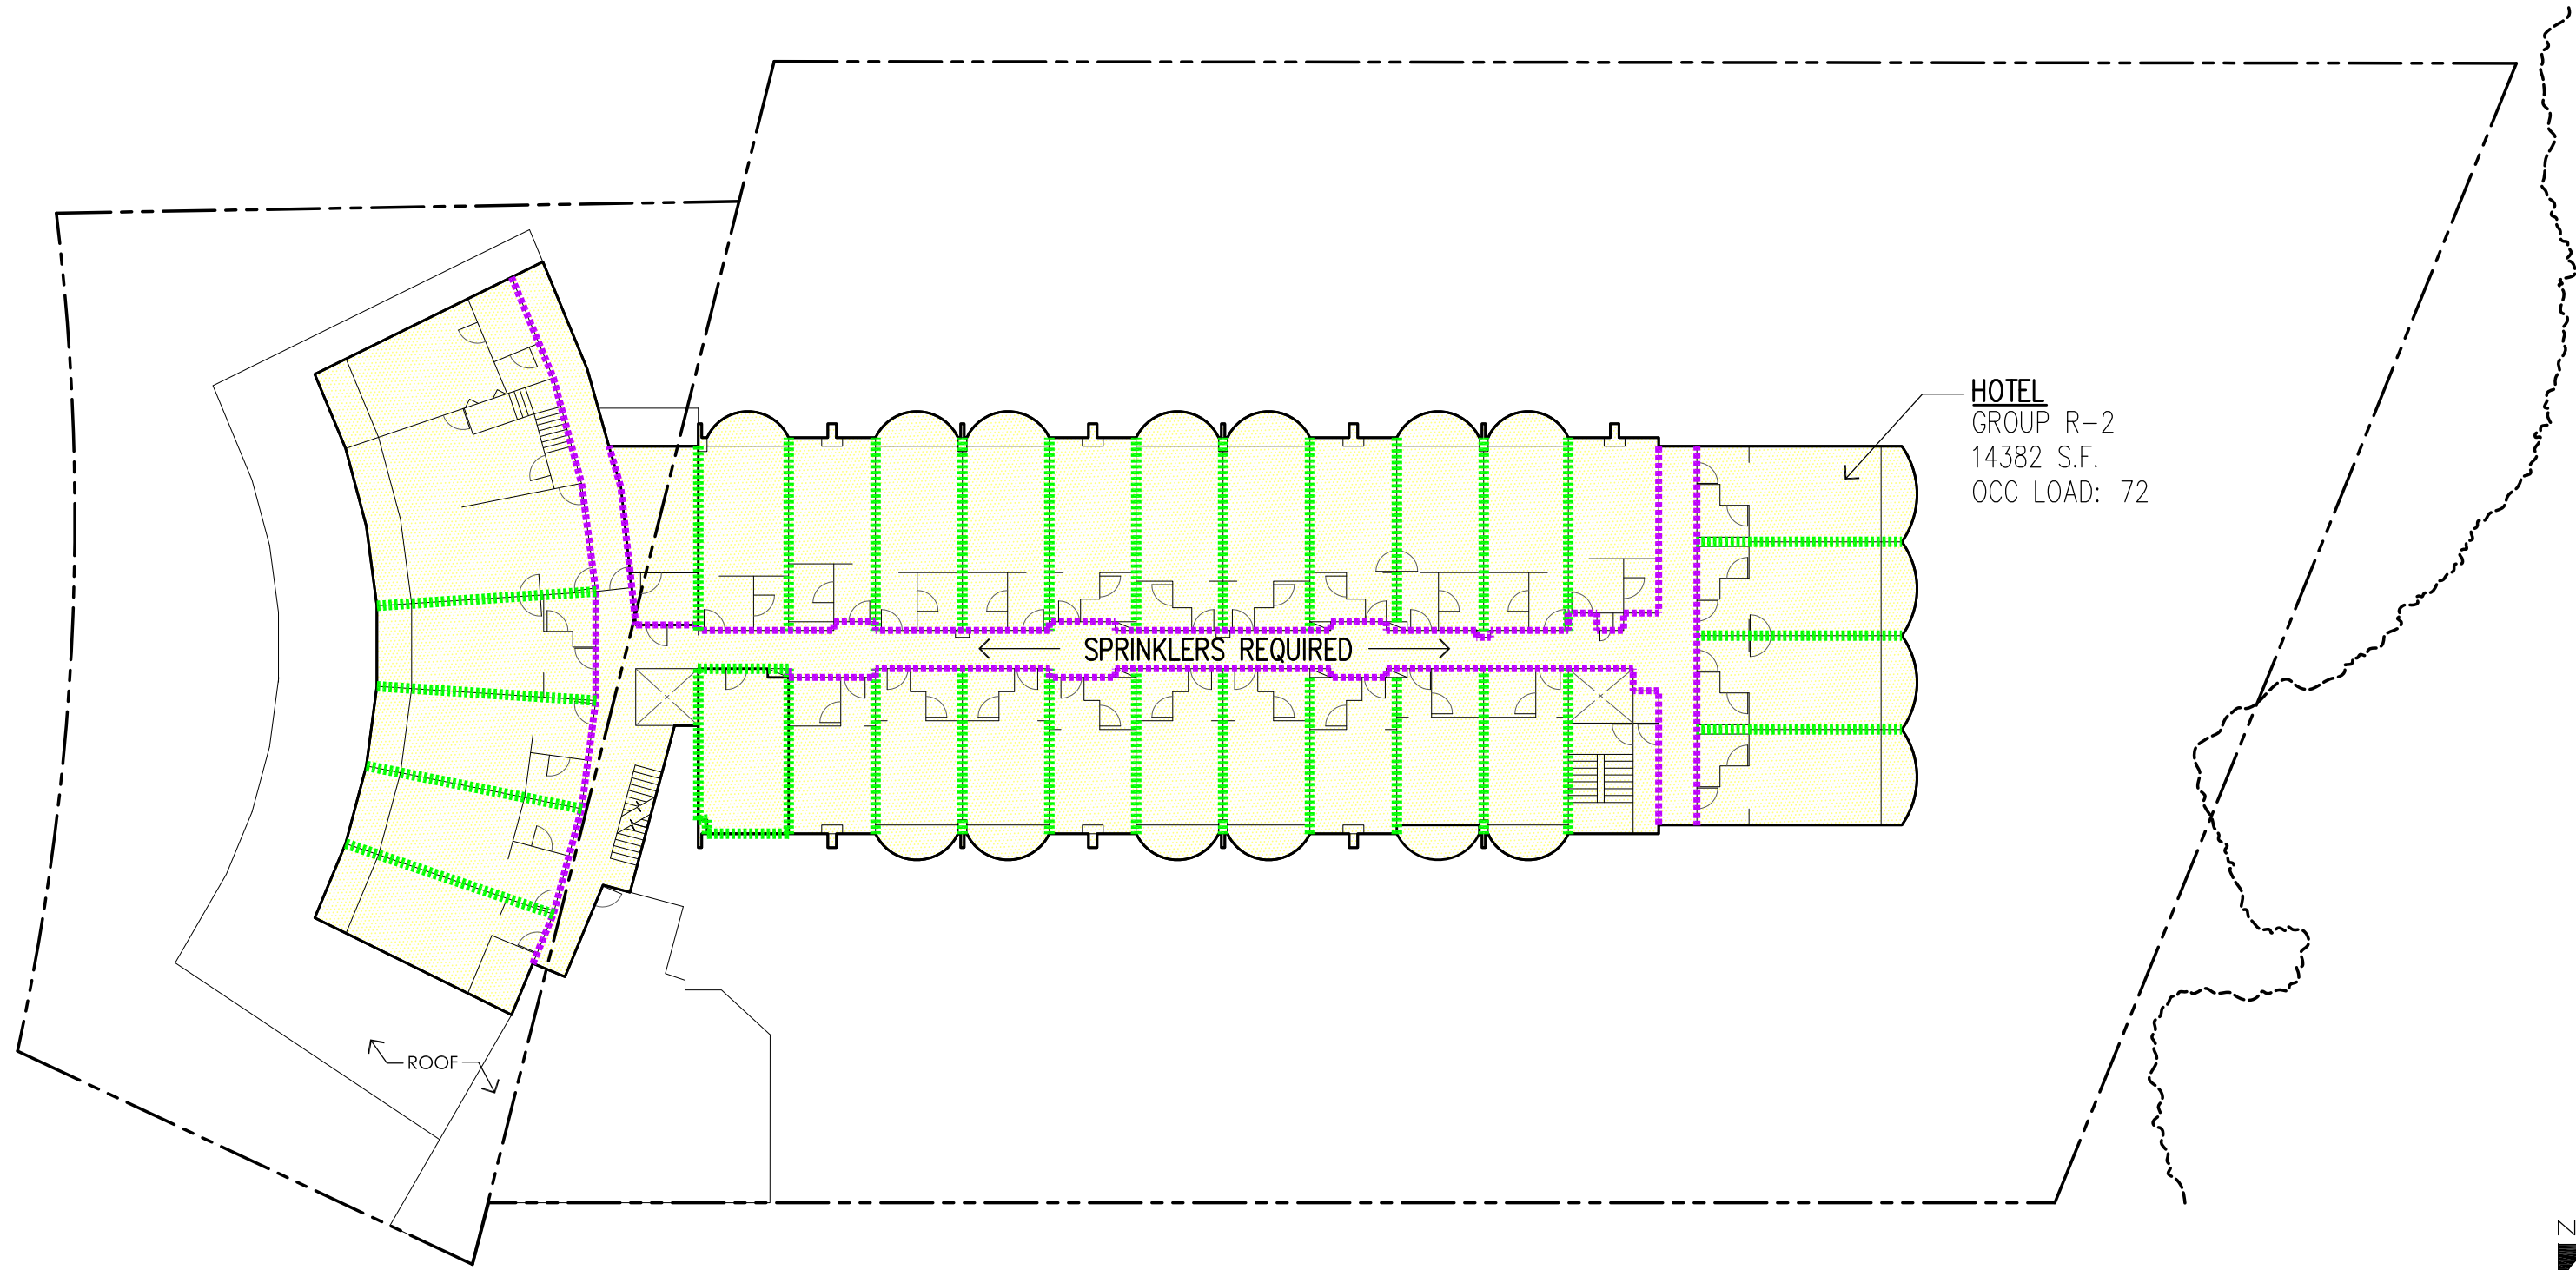 HOTEL
GROUP R-2
14382 S.F.
OCC LOAD: 72
SPRINKLERS REQUIRED
ROOF
Z